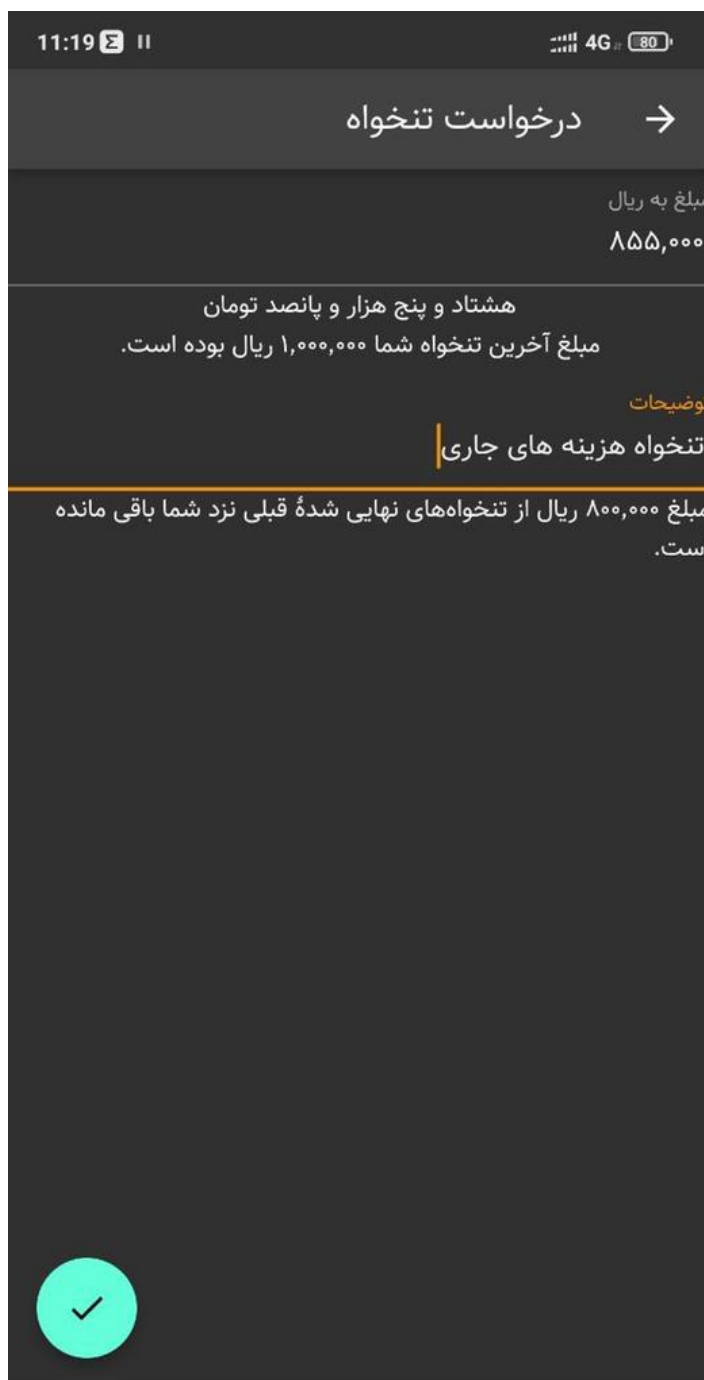 11:19 Σ 4G 80
درخواست تنخواه
مبلغ به ریال
۸۵۵,۰۰۰
هشتاد و پنج هزار و پانصد تومان
مبلغ آخرین تنخواه شما ۱,۰۰۰,۰۰۰ ریال بوده است.
توضیحات
تنخواه هزینه های جاری
مبلغ ۸۰۰,۰۰۰ ریال از تنخواه‌های نهایی شدهٔ قبلی نزد شما باقی مانده
است.